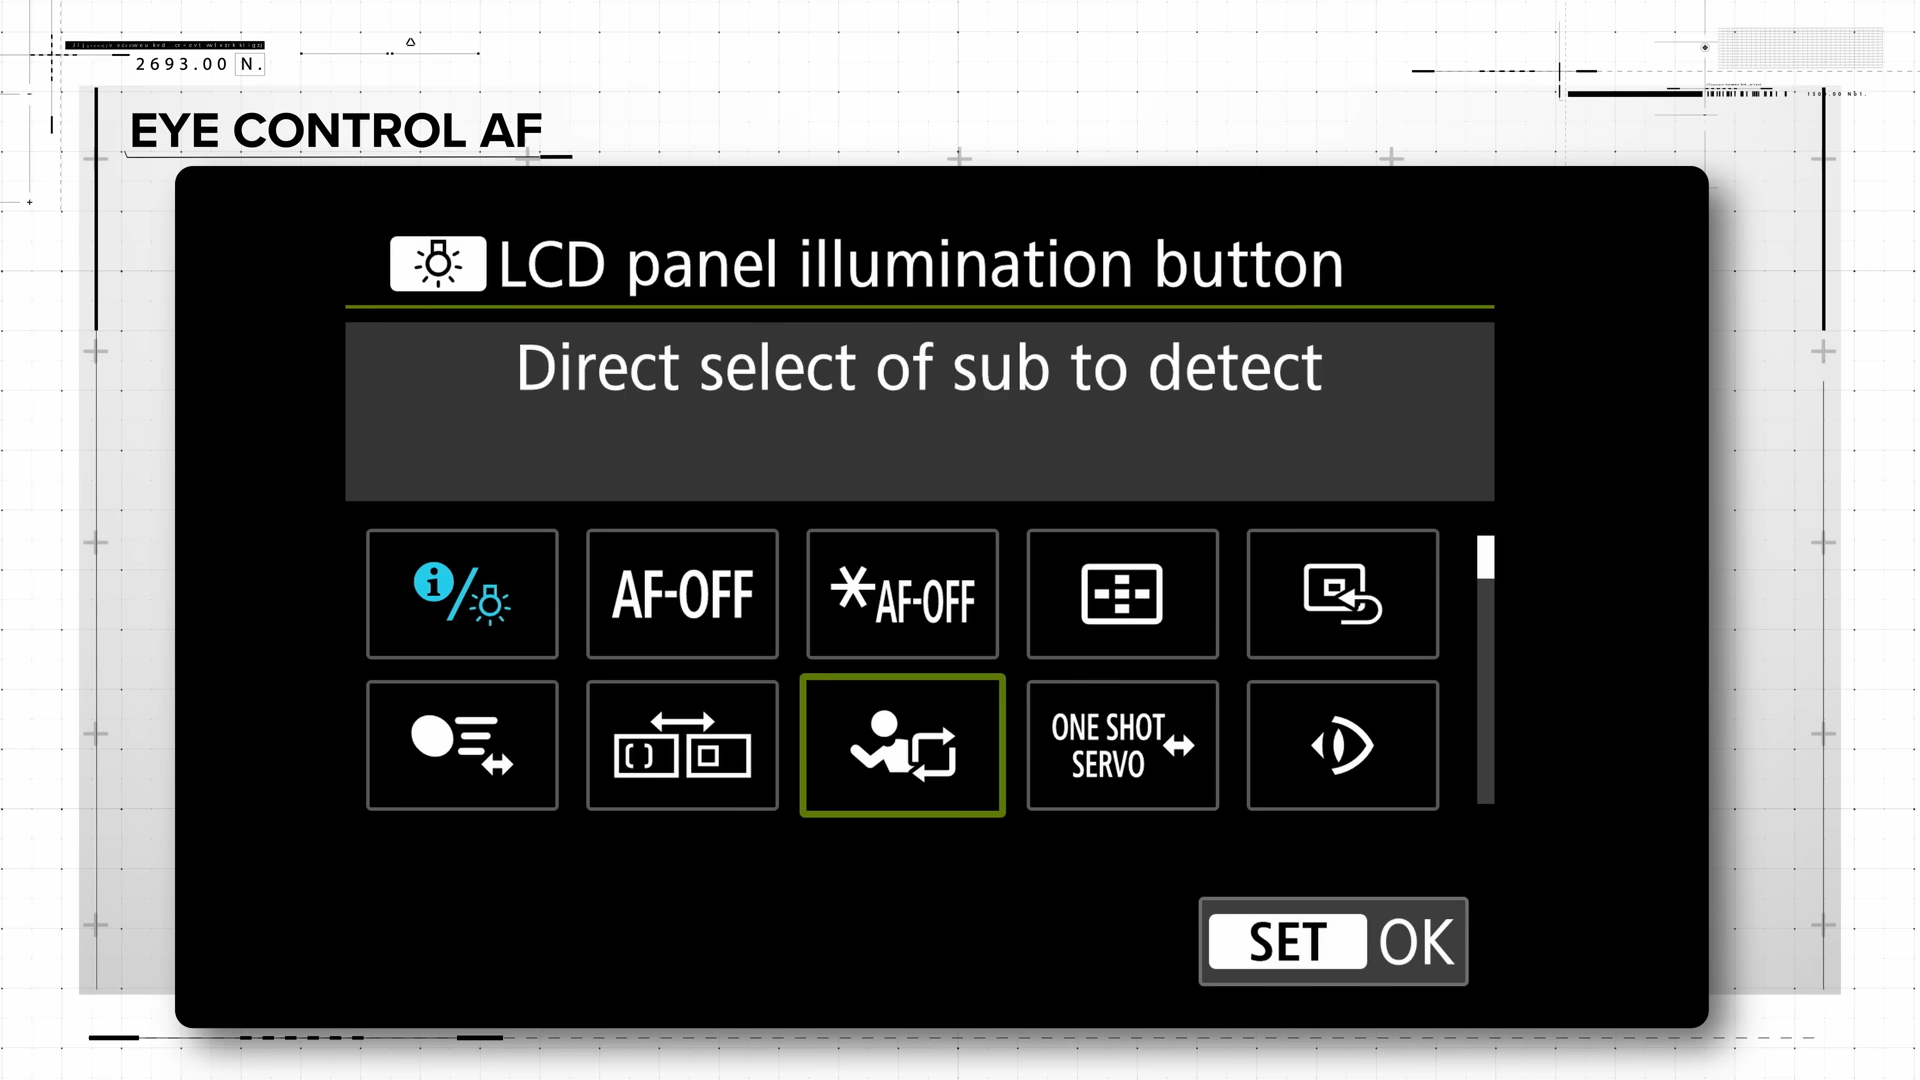 2693.00 N.
EYE CONTROL AF
LCD panel illumination button
Direct select of sub to detect
i/
AF-OFF
*AF-OFF
ONE SHOT
SERVO
SET OK